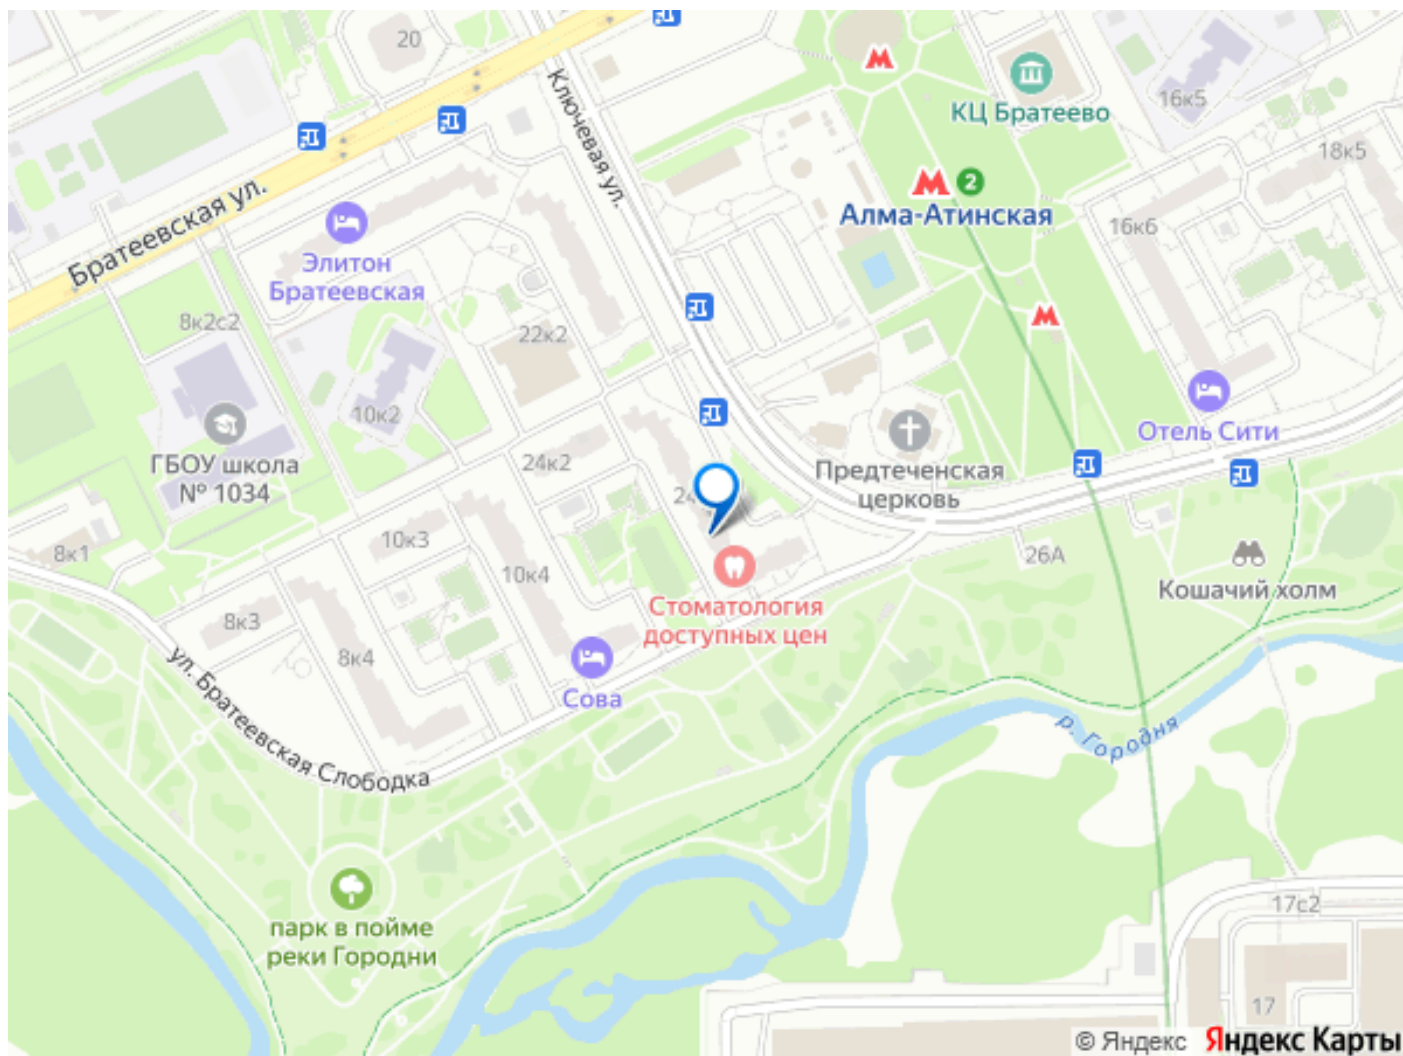 20
Ключевая ул.
КЦ Братеево
16к5
18к5
2
Алма-Атинская
16к6
Братеевская ул.
Элитон
Братеевская
8к2с2
22к2
10к2
ГБОУ школа
№ 1034
24к2
Отель Сити
Предтеченская
церковь
8к1
10к3
10к4
26А
Кошачий холм
Стоматология
доступных цен
8к3
8к4
Сова
ул. Братеевская Слободка
р. Городня
парк в пойме
реки Городни
17с2
17
© Яндекс Яндекс Карты